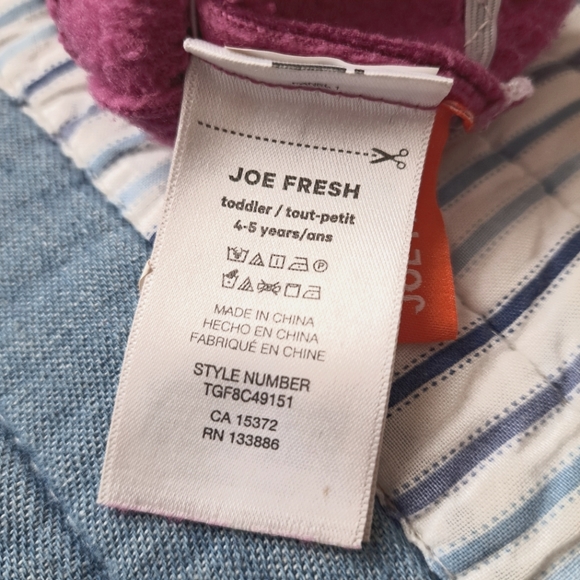 JOE FRESH
toddler / tout-petit
4-5 years/ans
MADE IN CHINA
HECHO EN CHINA
FABRIQUÉ EN CHINE
STYLE NUMBER
TGF8C49151
CA 15372
RN 133886
JOE